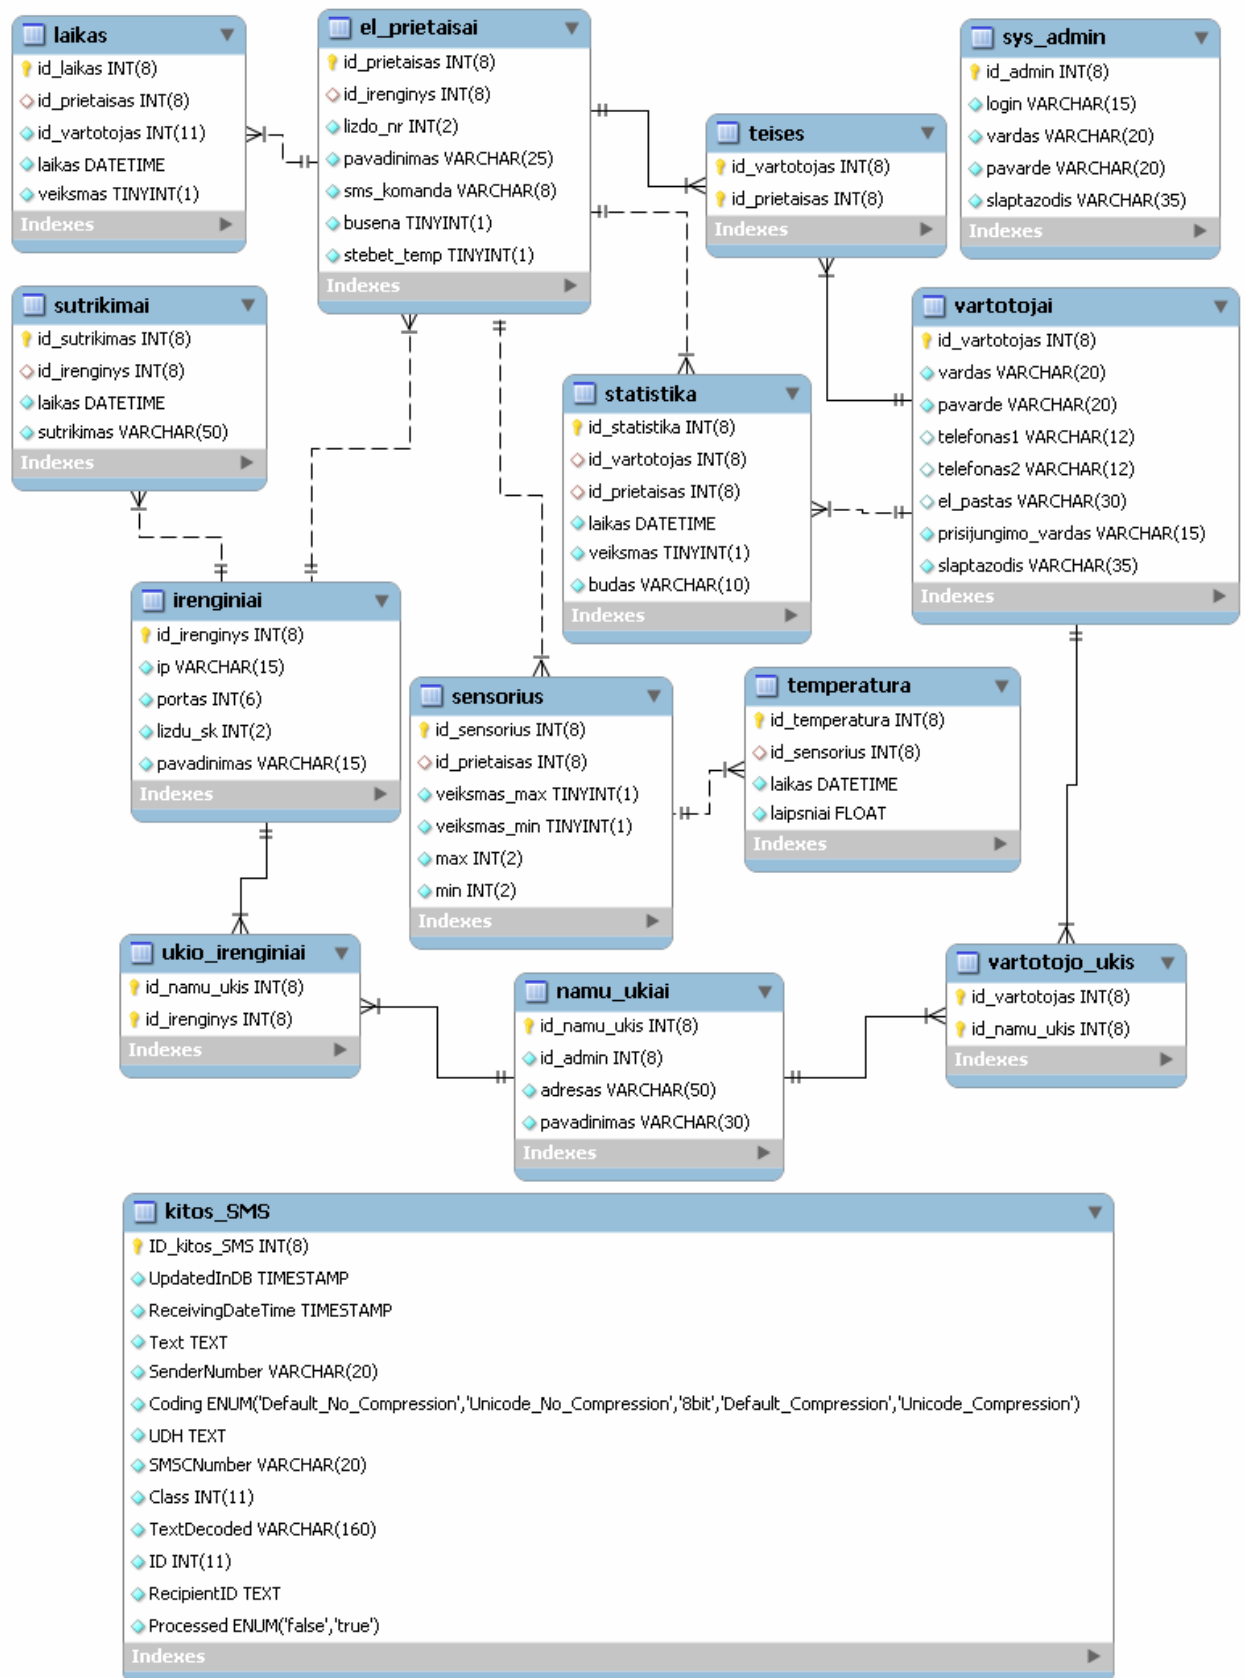 laikas
id_laikas INT(8)
id_prietaisas INT(8)
id_vartotojas INT(11)
laikas DATETIME
veiksmas TINYINT(1)
Indexes
el_prietaisai
id_prietaisas INT(8)
id_irenginys INT(8)
lizdo_nr INT(2)
pavadinimas VARCHAR(25)
sms_komanda VARCHAR(8)
busena TINYINT(1)
stebet_temp TINYINT(1)
Indexes
teises
id_vartotojas INT(8)
id_prietaisas INT(8)
Indexes
sys_admin
id_admin INT(8)
login VARCHAR(15)
vardas VARCHAR(20)
pavarde VARCHAR(20)
slaptazodis VARCHAR(35)
Indexes
sutrikimai
id_sutrikimas INT(8)
id_irenginys INT(8)
laikas DATETIME
sutrikimas VARCHAR(50)
Indexes
statistika
id_statistika INT(8)
id_vartotojas INT(8)
id_prietaisas INT(8)
laikas DATETIME
veiksmas TINYINT(1)
budas VARCHAR(10)
Indexes
vartotojai
id_vartotojas INT(8)
vardas VARCHAR(20)
pavarde VARCHAR(20)
telefonas1 VARCHAR(12)
telefonas2 VARCHAR(12)
el_pastas VARCHAR(30)
prisijungimo_vardas VARCHAR(15)
slaptazodis VARCHAR(35)
Indexes
irenginiai
id_irenginys INT(8)
ip VARCHAR(15)
portas INT(6)
lizdu_sk INT(2)
pavadinimas VARCHAR(15)
Indexes
sensorius
id_sensorius INT(8)
id_prietaisas INT(8)
veiksmas_max TINYINT(1)
veiksmas_min TINYINT(1)
max INT(2)
min INT(2)
Indexes
temperatura
id_temperatura INT(8)
id_sensorius INT(8)
laikas DATETIME
laipsniai FLOAT
Indexes
ukio_irenginiai
id_namu_ukis INT(8)
id_irenginys INT(8)
Indexes
namu_ukiai
id_namu_ukis INT(8)
id_admin INT(8)
adresas VARCHAR(50)
pavadinimas VARCHAR(30)
Indexes
vartotojo_ukis
id_vartotojas INT(8)
id_namu_ukis INT(8)
Indexes
kitos_SMS
ID_kitos_SMS INT(8)
UpdatedInDB TIMESTAMP
ReceivingDateTime TIMESTAMP
Text TEXT
SenderNumber VARCHAR(20)
Coding ENUM('Default_No_Compression','Unicode_No_Compression','8bit','Default_Compression','Unicode_Compression')
UDH TEXT
SMSCNumber VARCHAR(20)
Class INT(11)
TextDecoded VARCHAR(160)
ID INT(11)
RecipientID TEXT
Processed ENUM('false','true')
Indexes